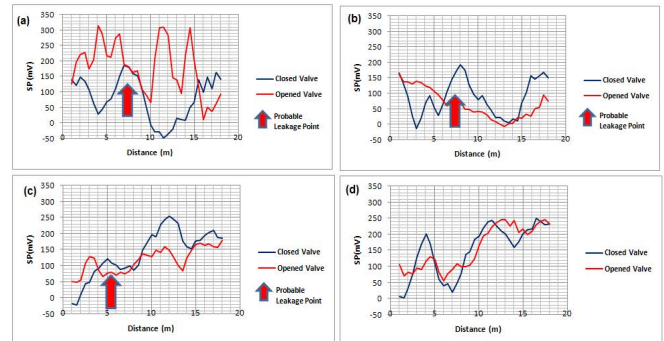 (a)
350
300
250
200
150
100
50
0
-50
SP(mV)
0
5
10
15
20
Distance (m)
Closed Valve
Opened Valve
Probable
Leakage Point
(b)
350
300
250
200
150
100
50
0
-50
SP(mV)
0
5
10
15
20
Distance (m)
Closed Valve
Opened Valve
Probable
Leakage Point
(c)
350
300
250
200
150
100
50
0
-50
SP(mV)
0
5
10
15
20
Distance (m)
Closed Valve
Opened Valve
Probable
Leakage Point
(d)
350
300
250
200
150
100
50
0
-50
SP(mV)
0
5
10
15
20
Distance (m)
Closed Valve
Opened Valve